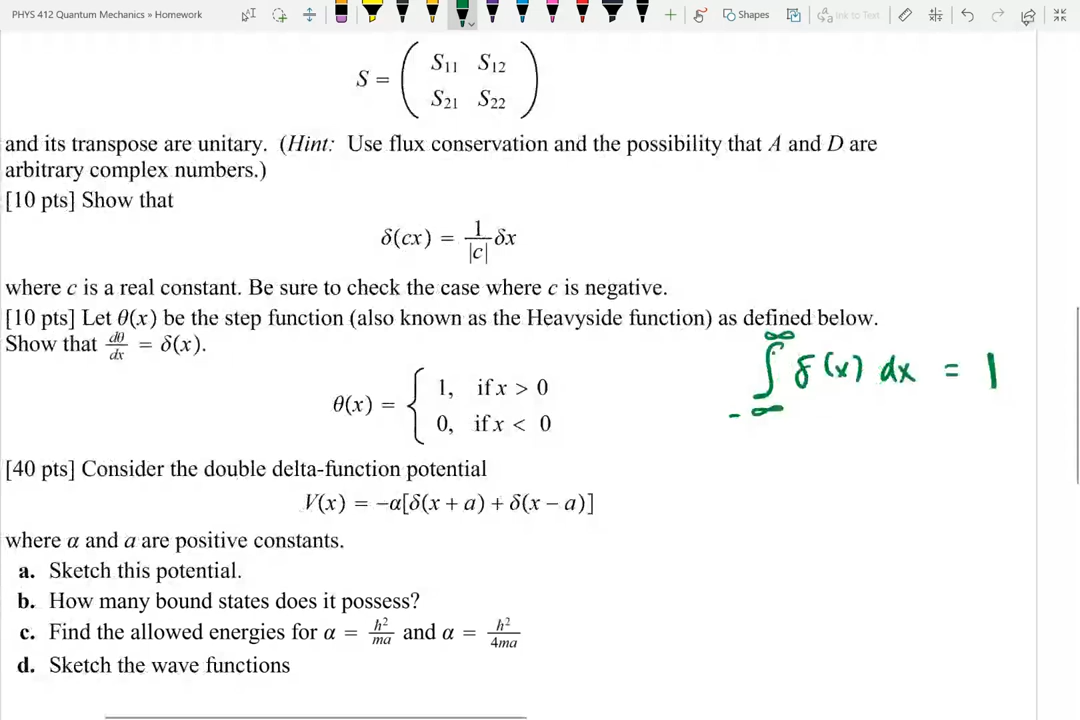 PHYS 412 Quantum Mechanics » Homework
Shapes
Link to Text
S = ( S11 S12
S21 S22 )
and its transpose are unitary. (Hint: Use flux conservation and the possibility that A and D are
arbitrary complex numbers.)
[10 pts] Show that
δ(cx) = 1/|c| δx
where c is a real constant. Be sure to check the case where c is negative.
[10 pts] Let θ(x) be the step function (also known as the Heavyside function) as defined below.
Show that dθ/dx = δ(x).
∫_{-∞}^{∞} δ(x) dx = 1
θ(x) = { 1, if x > 0
0, if x < 0
[40 pts] Consider the double delta-function potential
V(x) = −α[δ(x + a) + δ(x − a)]
where α and a are positive constants.
a. Sketch this potential.
b. How many bound states does it possess?
c. Find the allowed energies for α = ħ²/ma and α = ħ²/4ma
d. Sketch the wave functions